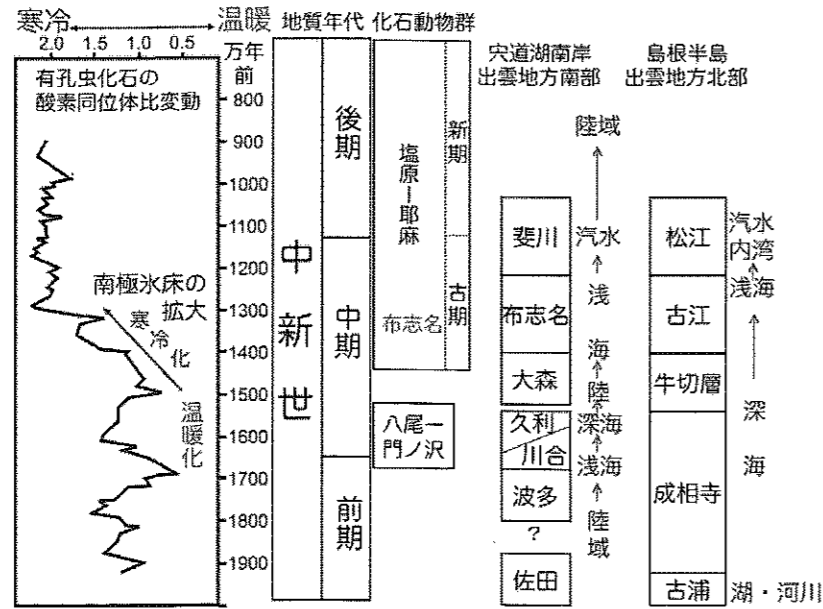 寒冷 温暖
2.0 1.5 1.0 0.5
万年前
有孔虫化石の
酸素同位体比変動
南極氷床の
拡大
寒冷化
温暖化
800
900
1000
1100
1200
1300
1400
1500
1600
1700
1800
1900
地質年代
中新世
後期
中期
前期
化石動物群
塩原ー耶麻
布志名
新期
古期
八尾ー
門ノ沢
宍道湖南岸
出雲地方南部
斐川
布志名
大森
久利
川合
波多
?
佐田
陸域
汽水
浅海
陸
深海
浅海
陸域
島根半島
出雲地方北部
松江
古江
牛切層
成相寺
古浦
汽水
内湾
浅海
深海
湖・河川